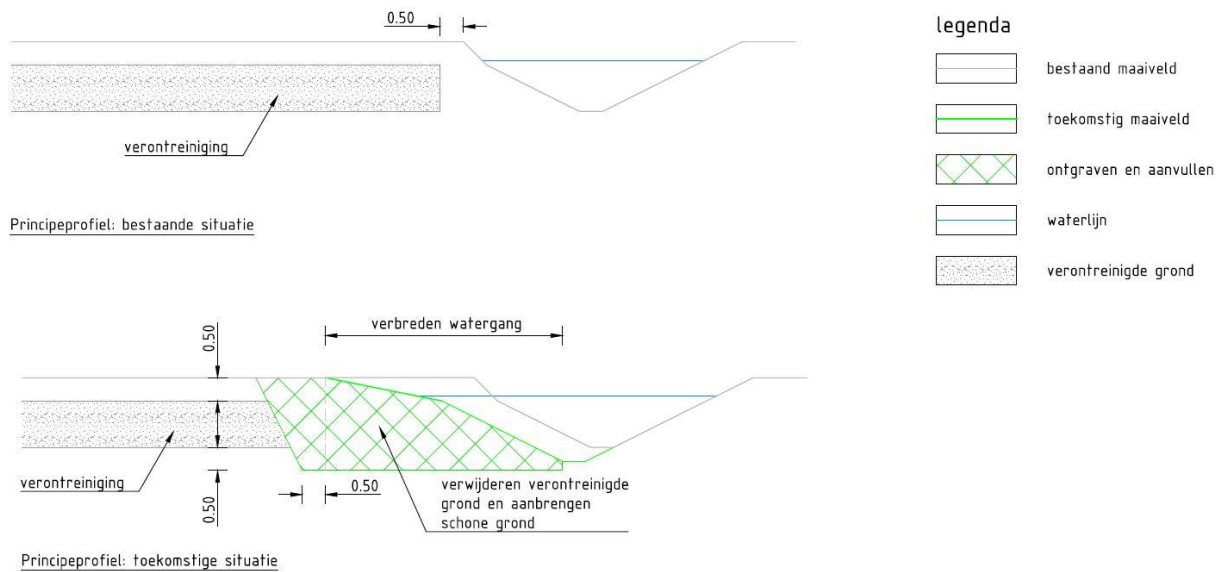 0.50
verontreiniging
Principeprofiel: bestaande situatie
legenda
bestaand maaiveld
toekomstig maaiveld
ontgraven en aanvullen
waterlijn
verontreinigde grond
verbreden watergang
0.50
0.50
0.50
verontreiniging
verwijderen verontreinigde
grond en aanbrengen
schone grond
Principeprofiel: toekomstige situatie